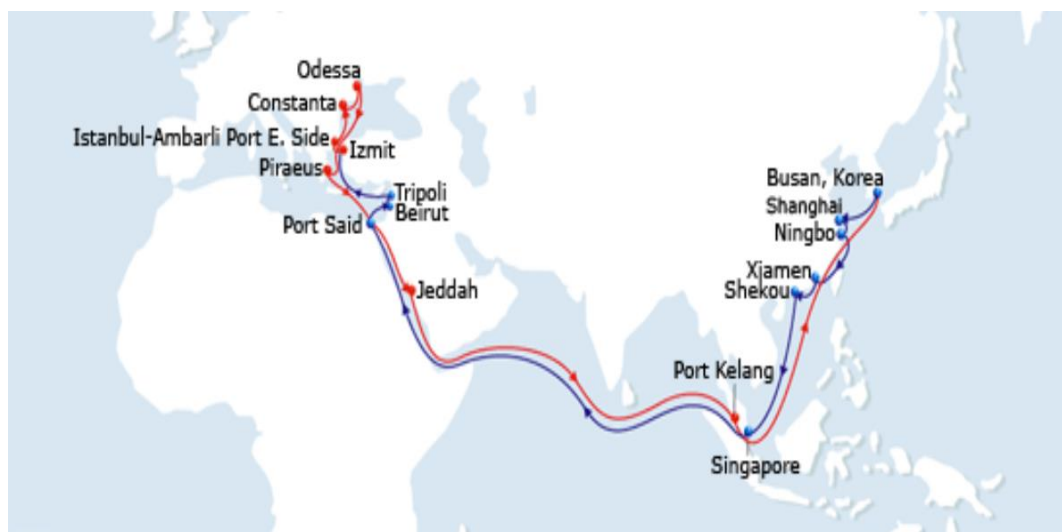 Odessa
Constanta
Istanbul-Ambarli Port E. Side
Izmit
Piraeus
Tripoli
Beirut
Port Said
Jeddah
Busan, Korea
Shanghai
Ningbo
Xiamen
Shekou
Port Kelang
Singapore